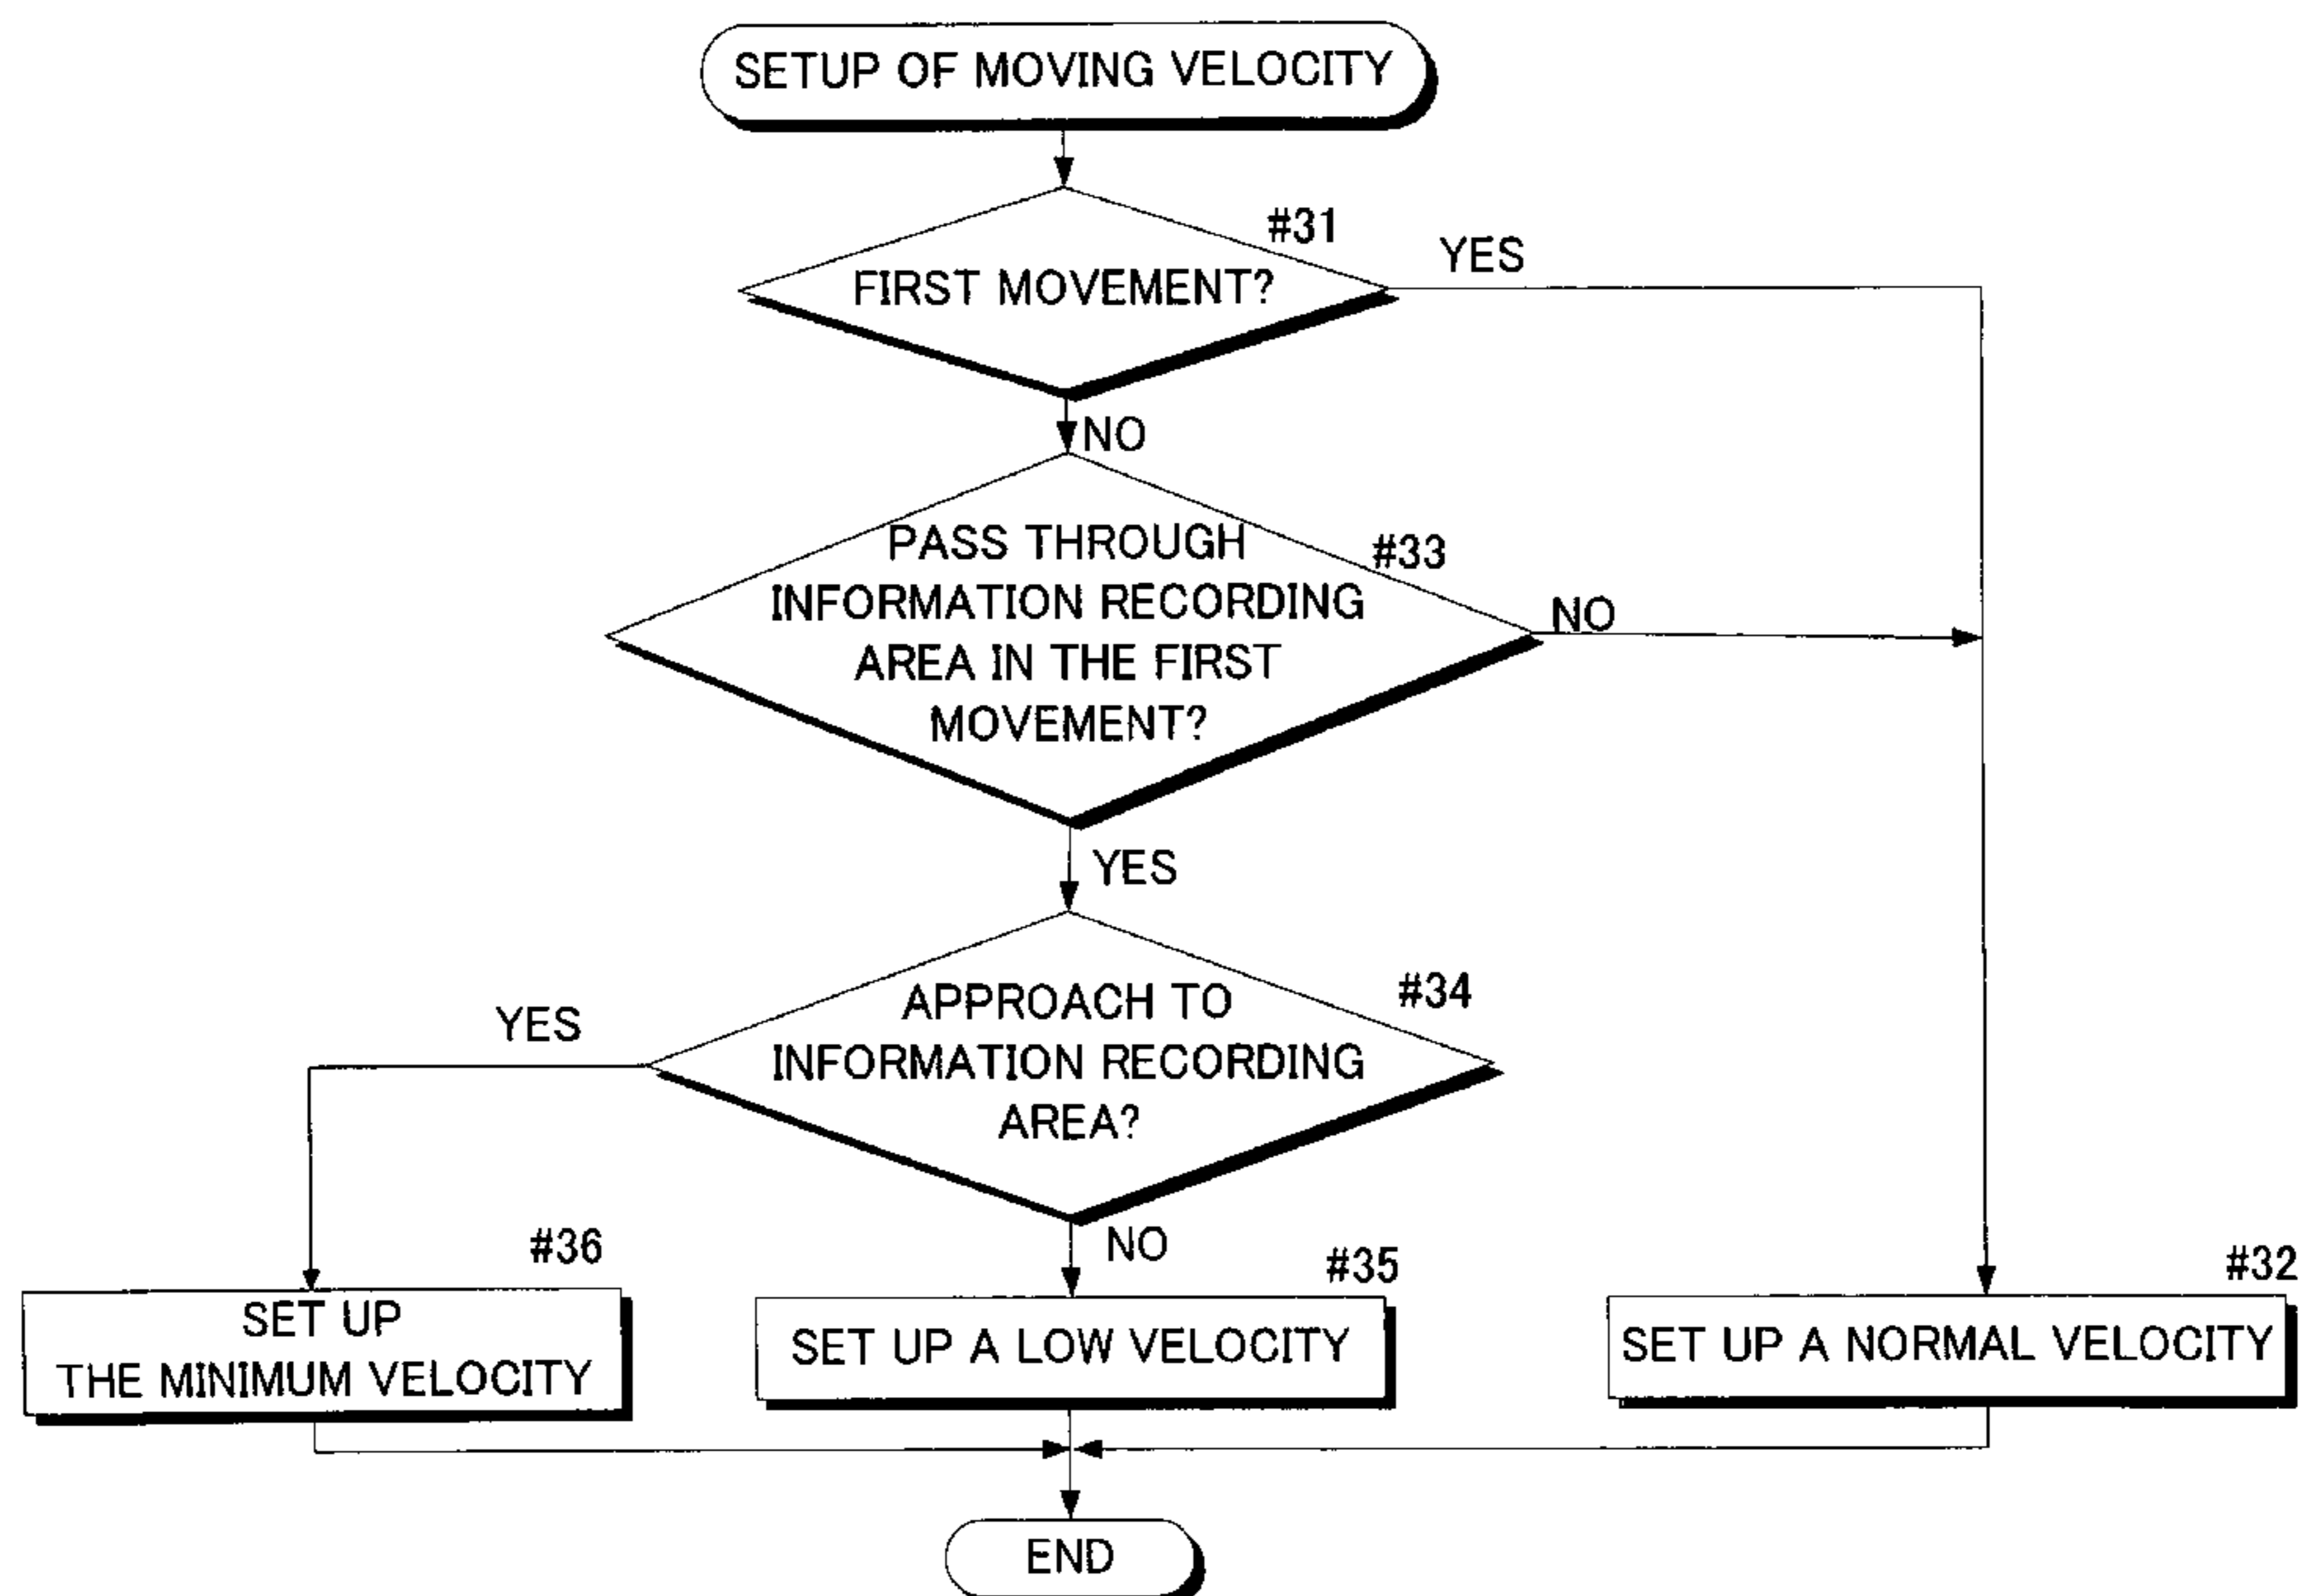 SETUP OF MOVING VELOCITY
#31
YES
FIRST MOVEMENT?
NO
PASS THROUGH
INFORMATION RECORDING
AREA IN THE FIRST
MOVEMENT?
#33
NO
YES
APPROACH TO
INFORMATION RECORDING
AREA?
#34
YES
NO
#36
SET UP
THE MINIMUM VELOCITY
#35
SET UP A LOW VELOCITY
#32
SET UP A NORMAL VELOCITY
END